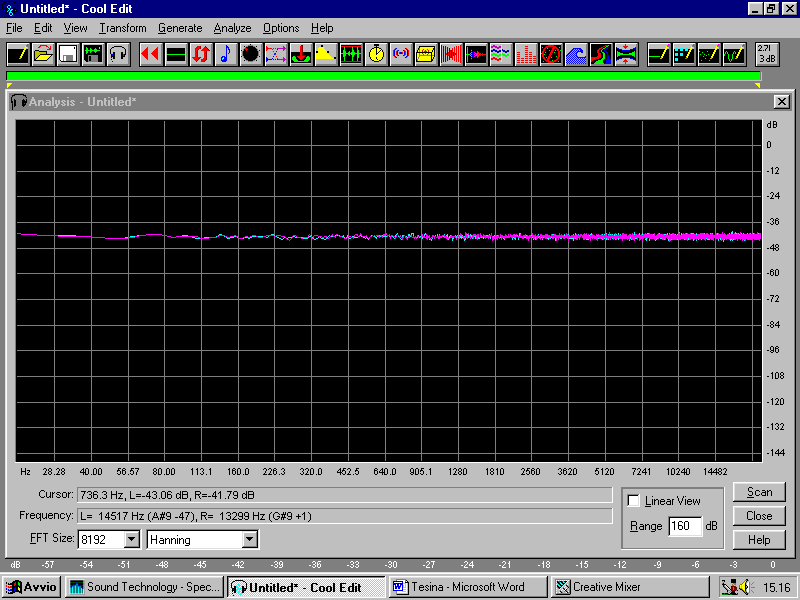 Untitled* - Cool Edit
File Edit View Transform Generate Analyze Options Help
2.7l
3 dB
Analysis - Untitled*
dB
0
-12
-24
-36
-48
-60
-72
-84
-96
-108
-120
-132
-144
Hz 28.28 40.00 56.57 80.00 113.1 160.0 226.3 320.0 452.5 640.0 905.1 1280 1810 2560 3620 5120 7241 10240 14482
Cursor: 736.3 Hz, L=-43.06 dB, R=-41.79 dB
Frequency: L= 14517 Hz (A#9 -47), R= 13299 Hz (G#9 +1)
FFT Size: 8192 Hanning
Linear View
Range 160 dB
Scan
Close
Help
dB -57 -54 -51 -48 -45 -42 -39 -36 -33 -30 -27 -24 -21 -18 -15 -12 -9 -6 -3 0
Avvio Sound Technology - Spec... Untitled* - Cool Edit Tesina - Microsoft Word Creative Mixer 15.16